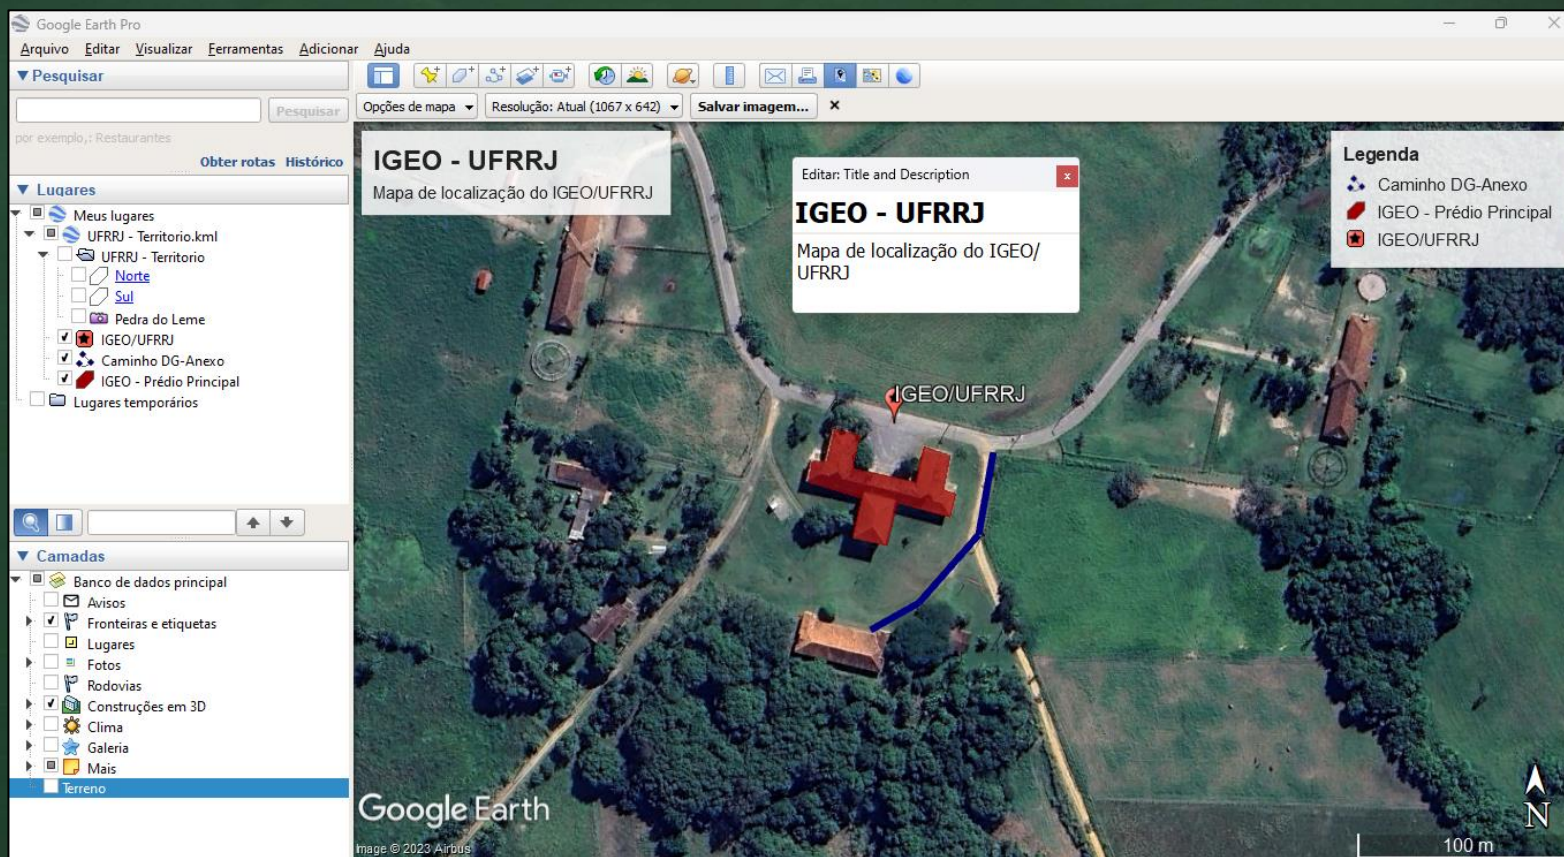 Google Earth Pro
Arquivo Editar Visualizar Ferramentas Adicionar Ajuda
Pesquisar
Pesquisar
por exemplo,: Restaurantes
Obter rotas Histórico
Lugares
Meus lugares
UFRRJ - Territorio.kml
UFRRJ - Territorio
Norte
Sul
Pedra do Leme
IGEO/UFRRJ
Caminho DG-Anexo
IGEO - Prédio Principal
Lugares temporários
Camadas
Banco de dados principal
Avisos
Fronteiras e etiquetas
Lugares
Fotos
Rodovias
Construções em 3D
Clima
Galeria
Mais
Terreno
Opções de mapa Resolução: Atual (1067 x 642) Salvar imagem...
IGEO - UFRRJ
Mapa de localização do IGEO/UFRRJ
Editar: Title and Description
IGEO - UFRRJ
Mapa de localização do IGEO/
UFRRJ
Legenda
Caminho DG-Anexo
IGEO - Prédio Principal
IGEO/UFRRJ
IGEO/UFRRJ
Google Earth
Image © 2023 Airbus
N
100 m